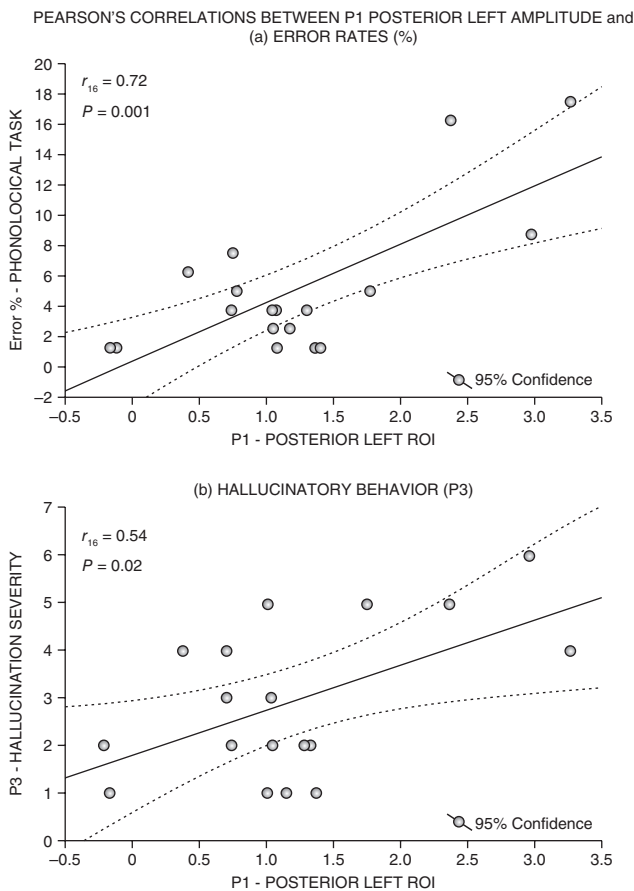 PEARSON'S CORRELATIONS BETWEEN P1 POSTERIOR LEFT AMPLITUDE and
(a) ERROR RATES (%)
20
18
16
14
12
10
8
6
4
2
0
–2
Error % - PHONOLOCICAL TASK
r16 = 0.72
P = 0.001
95% Confidence
–0.5 0 0.5 1.0 1.5 2.0 2.5 3.0 3.5
P1 - POSTERIOR LEFT ROI
(b) HALLUCINATORY BEHAVIOR (P3)
7
6
5
4
3
2
1
0
P3 - HALLUCINATION SEVERITY
r16 = 0.54
P = 0.02
95% Confidence
–0.5 0 0.5 1.0 1.5 2.0 2.5 3.0 3.5
P1 - POSTERIOR LEFT ROI